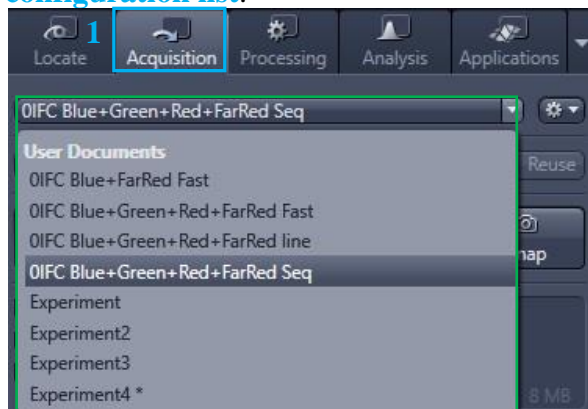 configuration list.
1
Locate Acquisition Processing Analysis Applications
0IFC Blue+Green+Red+FarRed Seq
User Documents
Reuse
0IFC Blue+FarRed Fast
0IFC Blue+Green+Red+FarRed Fast
0IFC Blue+Green+Red+FarRed line
0IFC Blue+Green+Red+FarRed Seq
Experiment
Experiment2
Experiment3
Experiment4 *
8 MB